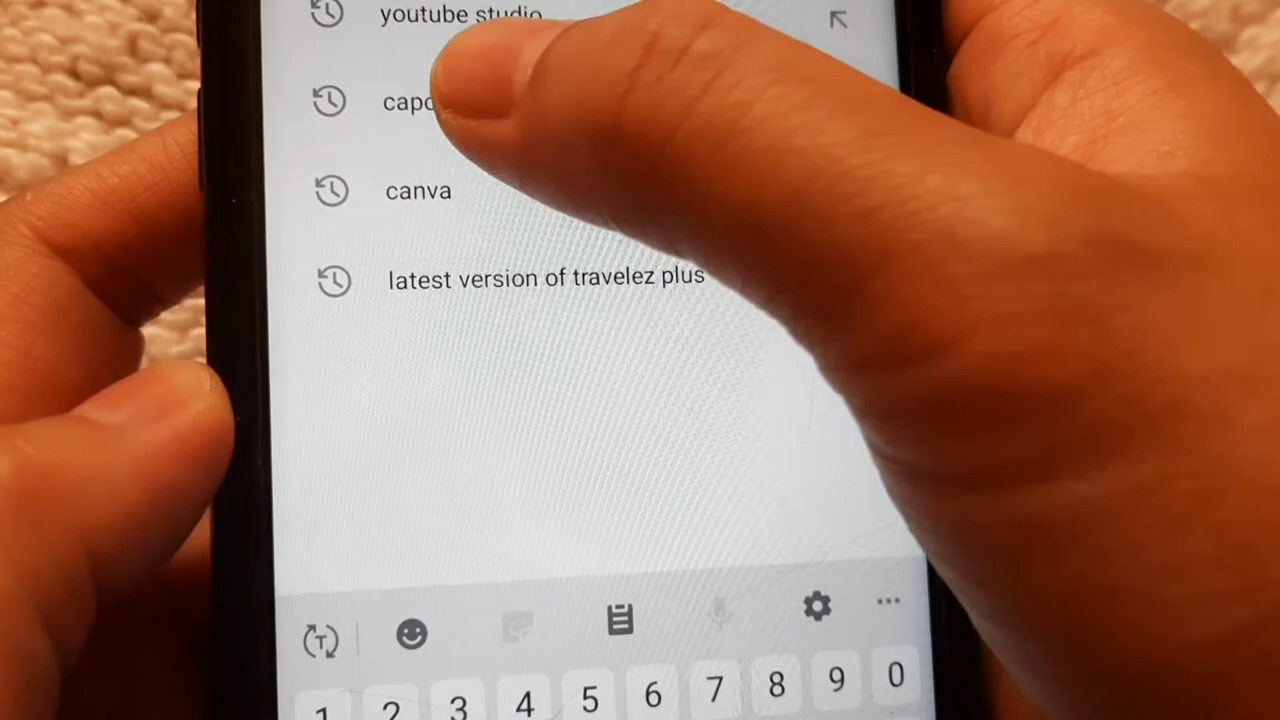 youtube studio
canva
latest version of travelez plus
T
1 2 3 4 5 6 7 8 9 0